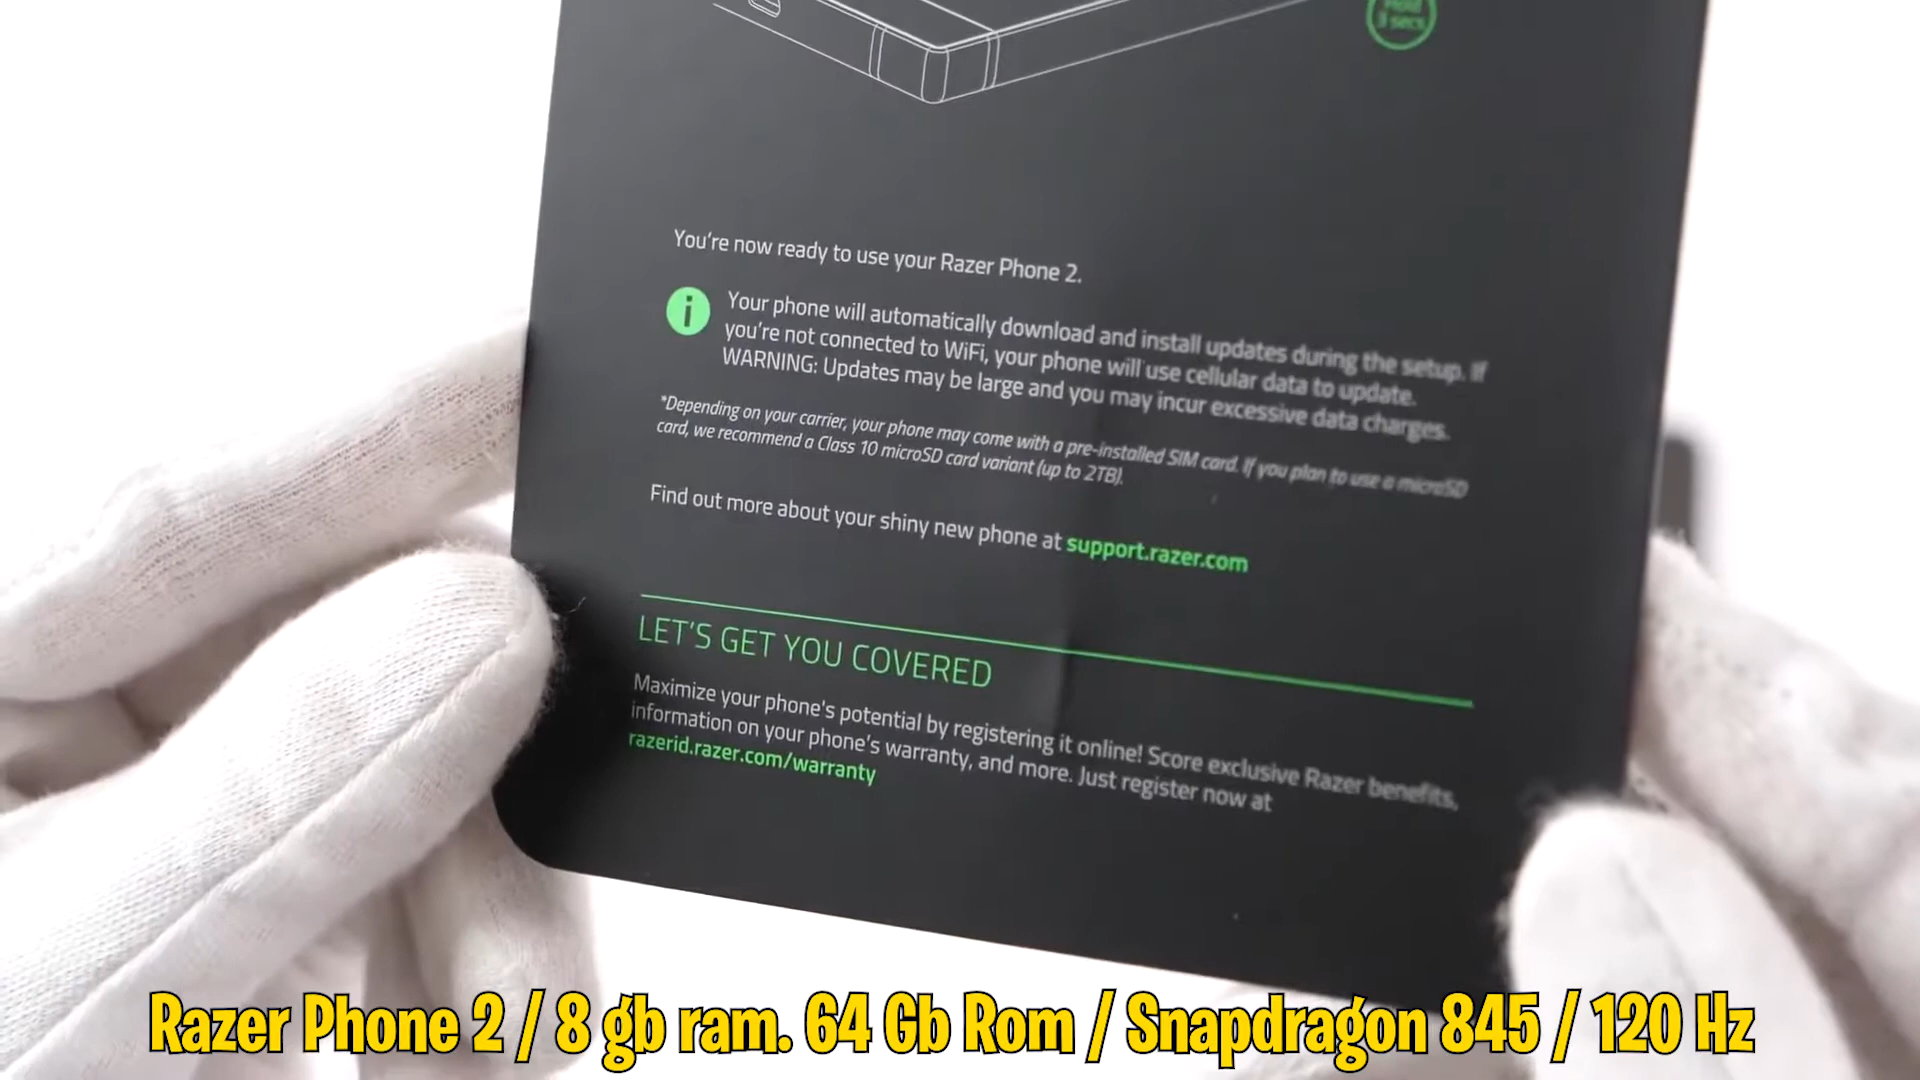 Hold
3 secs
You're now ready to use your Razer Phone 2.
i
Your phone will automatically download and install updates during the setup. If
you're not connected to WiFi, your phone will use cellular data to update.
WARNING: Updates may be large and you may incur excessive data charges.
*Depending on your carrier, your phone may come with a pre-installed SIM card. If you plan to use a microSD
card, we recommend a Class 10 microSD card variant (up to 2TB).
Find out more about your shiny new phone at support.razer.com
LET'S GET YOU COVERED
Maximize your phone's potential by registering it online! Score exclusive Razer benefits,
information on your phone's warranty, and more. Just register now at
razerid.razer.com/warranty
Razer Phone 2 / 8 gb ram. 64 Gb Rom / Snapdragon 845 / 120 Hz